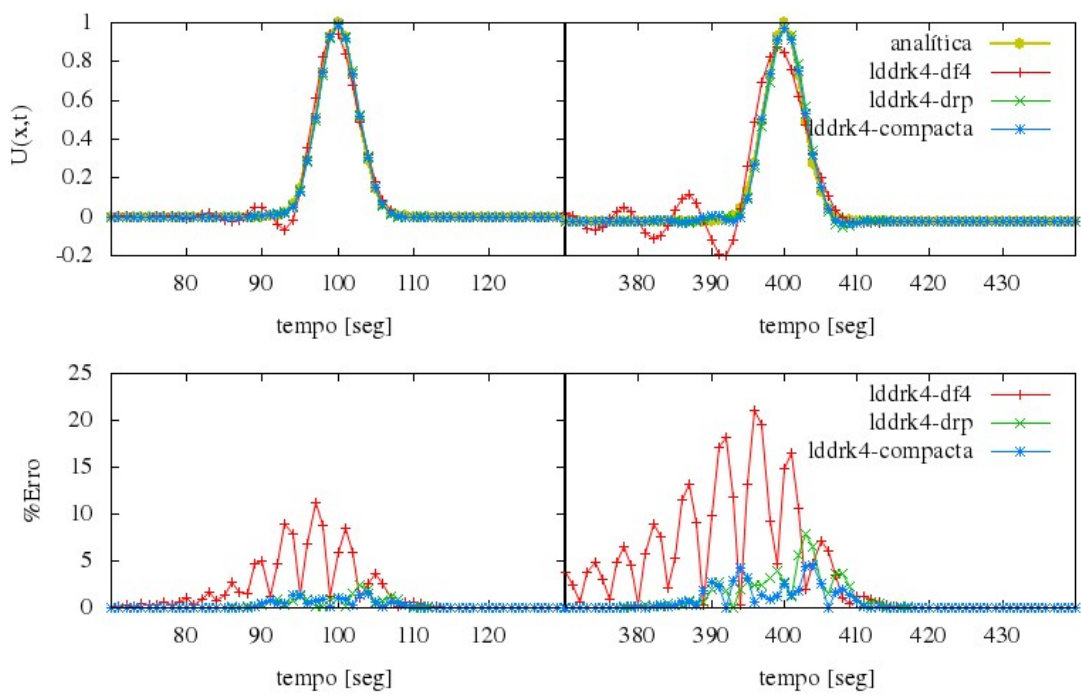 U(x,t)
1
0.8
0.6
0.4
0.2
0
-0.2
80 90 100 110 120
tempo [seg]
analítica
lddrk4-df4
lddrk4-drp
lddrk4-compacta
380 390 400 410 420 430
tempo [seg]
%Erro
25
20
15
10
5
0
80 90 100 110 120
tempo [seg]
lddrk4-df4
lddrk4-drp
lddrk4-compacta
380 390 400 410 420 430
tempo [seg]